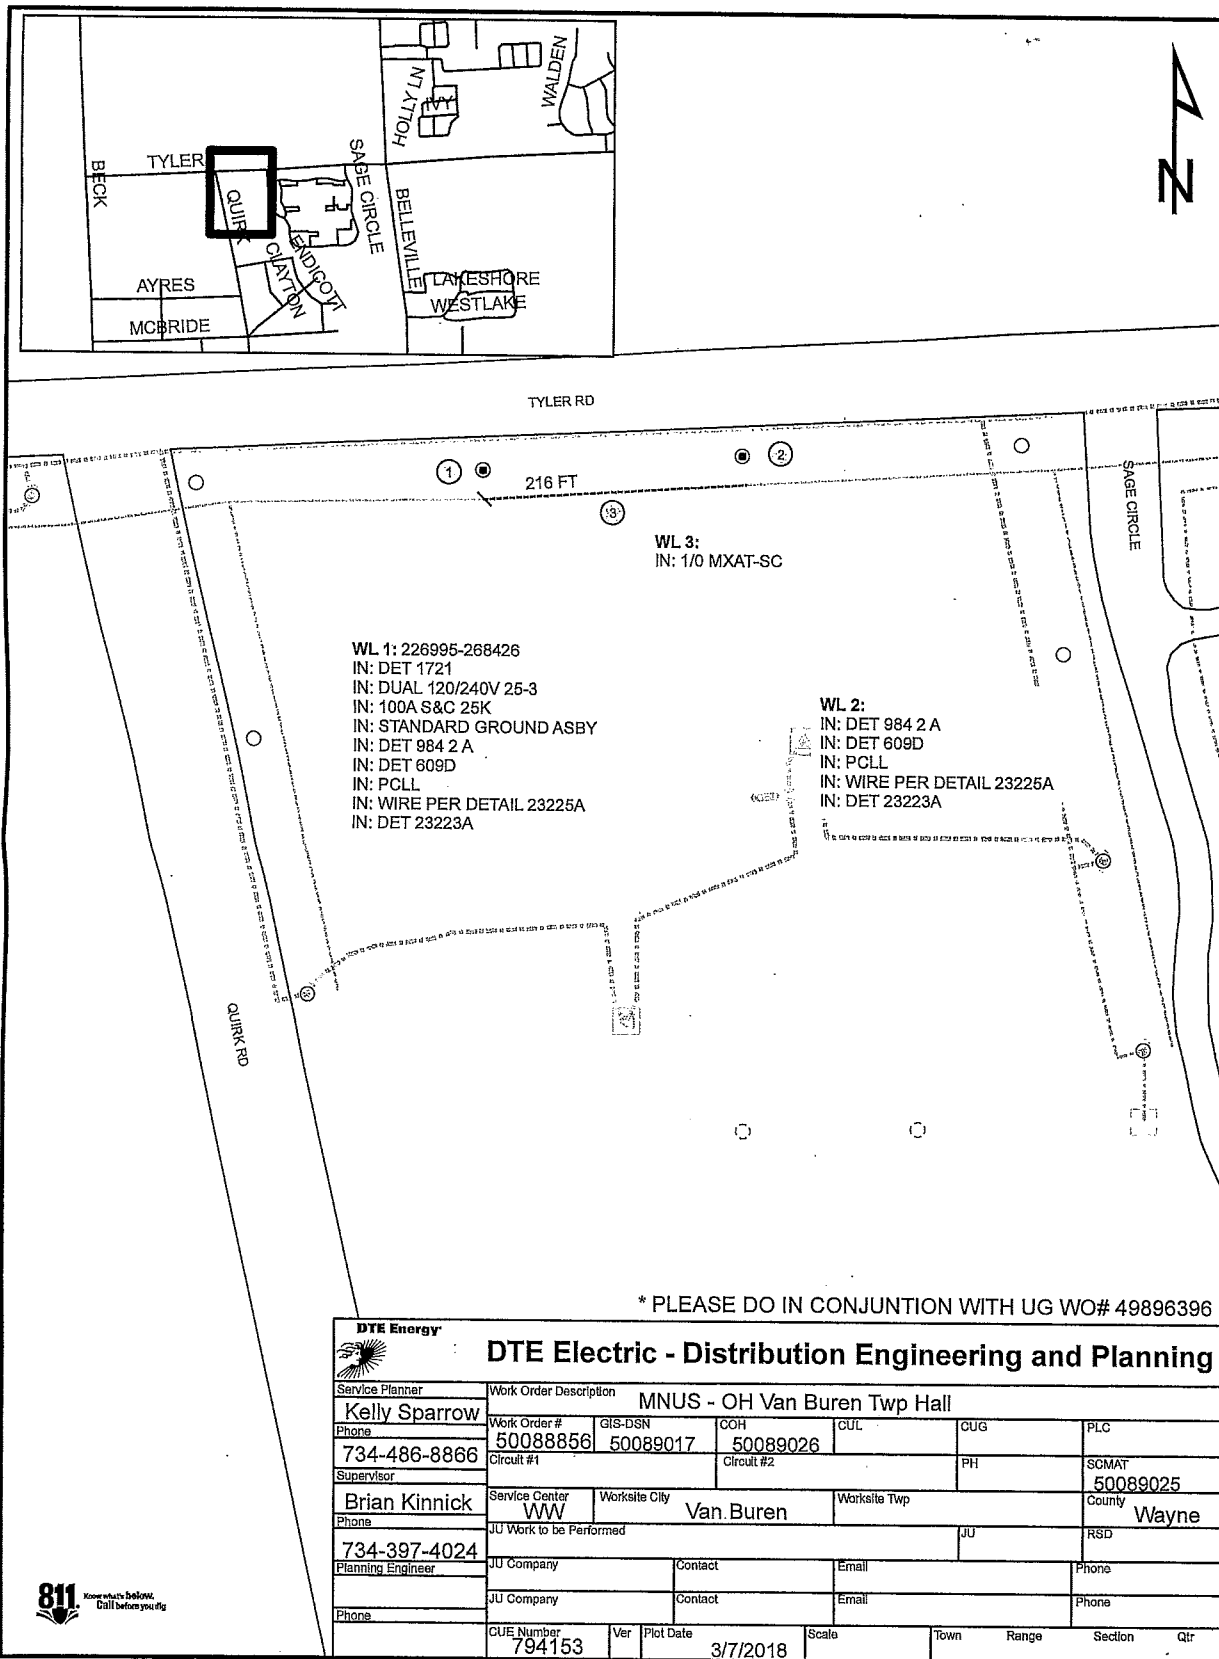 HOLLY LN
IVY
WALDEN
TYLER
BECK
QUIRK
SAGE CIRCLE
BELLEVILLE
ENDICOTT
CLAYTON
LAKESHORE
WESTLAKE
AYRES
MCBRIDE
N
TYLER RD
1
2
216 FT
3
SAGE CIRCLE
WL 3:
IN: 1/0 MXAT-SC
WL 1: 226995-268426
IN: DET 1721
IN: DUAL 120/240V 25-3
IN: 100A S&C 25K
IN: STANDARD GROUND ASBY
IN: DET 984 2 A
IN: DET 609D
IN: PCLL
IN: WIRE PER DETAIL 23225A
IN: DET 23223A
WL 2:
IN: DET 984 2 A
IN: DET 609D
IN: PCLL
IN: WIRE PER DETAIL 23225A
IN: DET 23223A
QUIRK RD
* PLEASE DO IN CONJUNTION WITH UG WO# 49896396
DTE Energy
DTE Electric - Distribution Engineering and Planning
Service Planner
Kelly Sparrow
Phone
734-486-8866
Supervisor
Brian Kinnick
Phone
734-397-4024
Planning Engineer
Phone
Work Order Description
MNUS - OH Van Buren Twp Hall
Work Order # GIS-DSN COH CUL CUG PLC
50088856 50089017 50089026
Circuit #1 Circuit #2 PH SCMAT
50089025
Service Center Worksite City Worksite Twp County
WW Van Buren Wayne
JU Work to be Performed JU RSD
JU Company Contact Email Phone
JU Company Contact Email Phone
CUE Number Ver Plot Date Scale Town Range Section Qtr
794153 3/7/2018
811. Know what's below.
Call before you dig